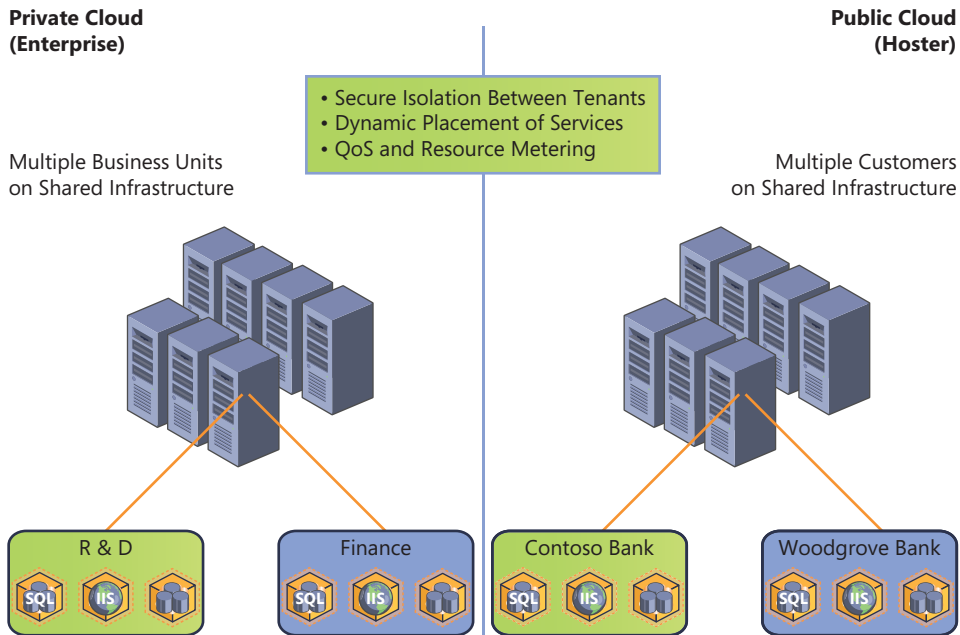 Private Cloud
(Enterprise)
Public Cloud
(Hoster)
• Secure Isolation Between Tenants
• Dynamic Placement of Services
• QoS and Resource Metering
Multiple Business Units
on Shared Infrastructure
Multiple Customers
on Shared Infrastructure
R & D
SQL
IIS
Finance
SQL
IIS
Contoso Bank
SQL
IIS
Woodgrove Bank
SQL
IIS